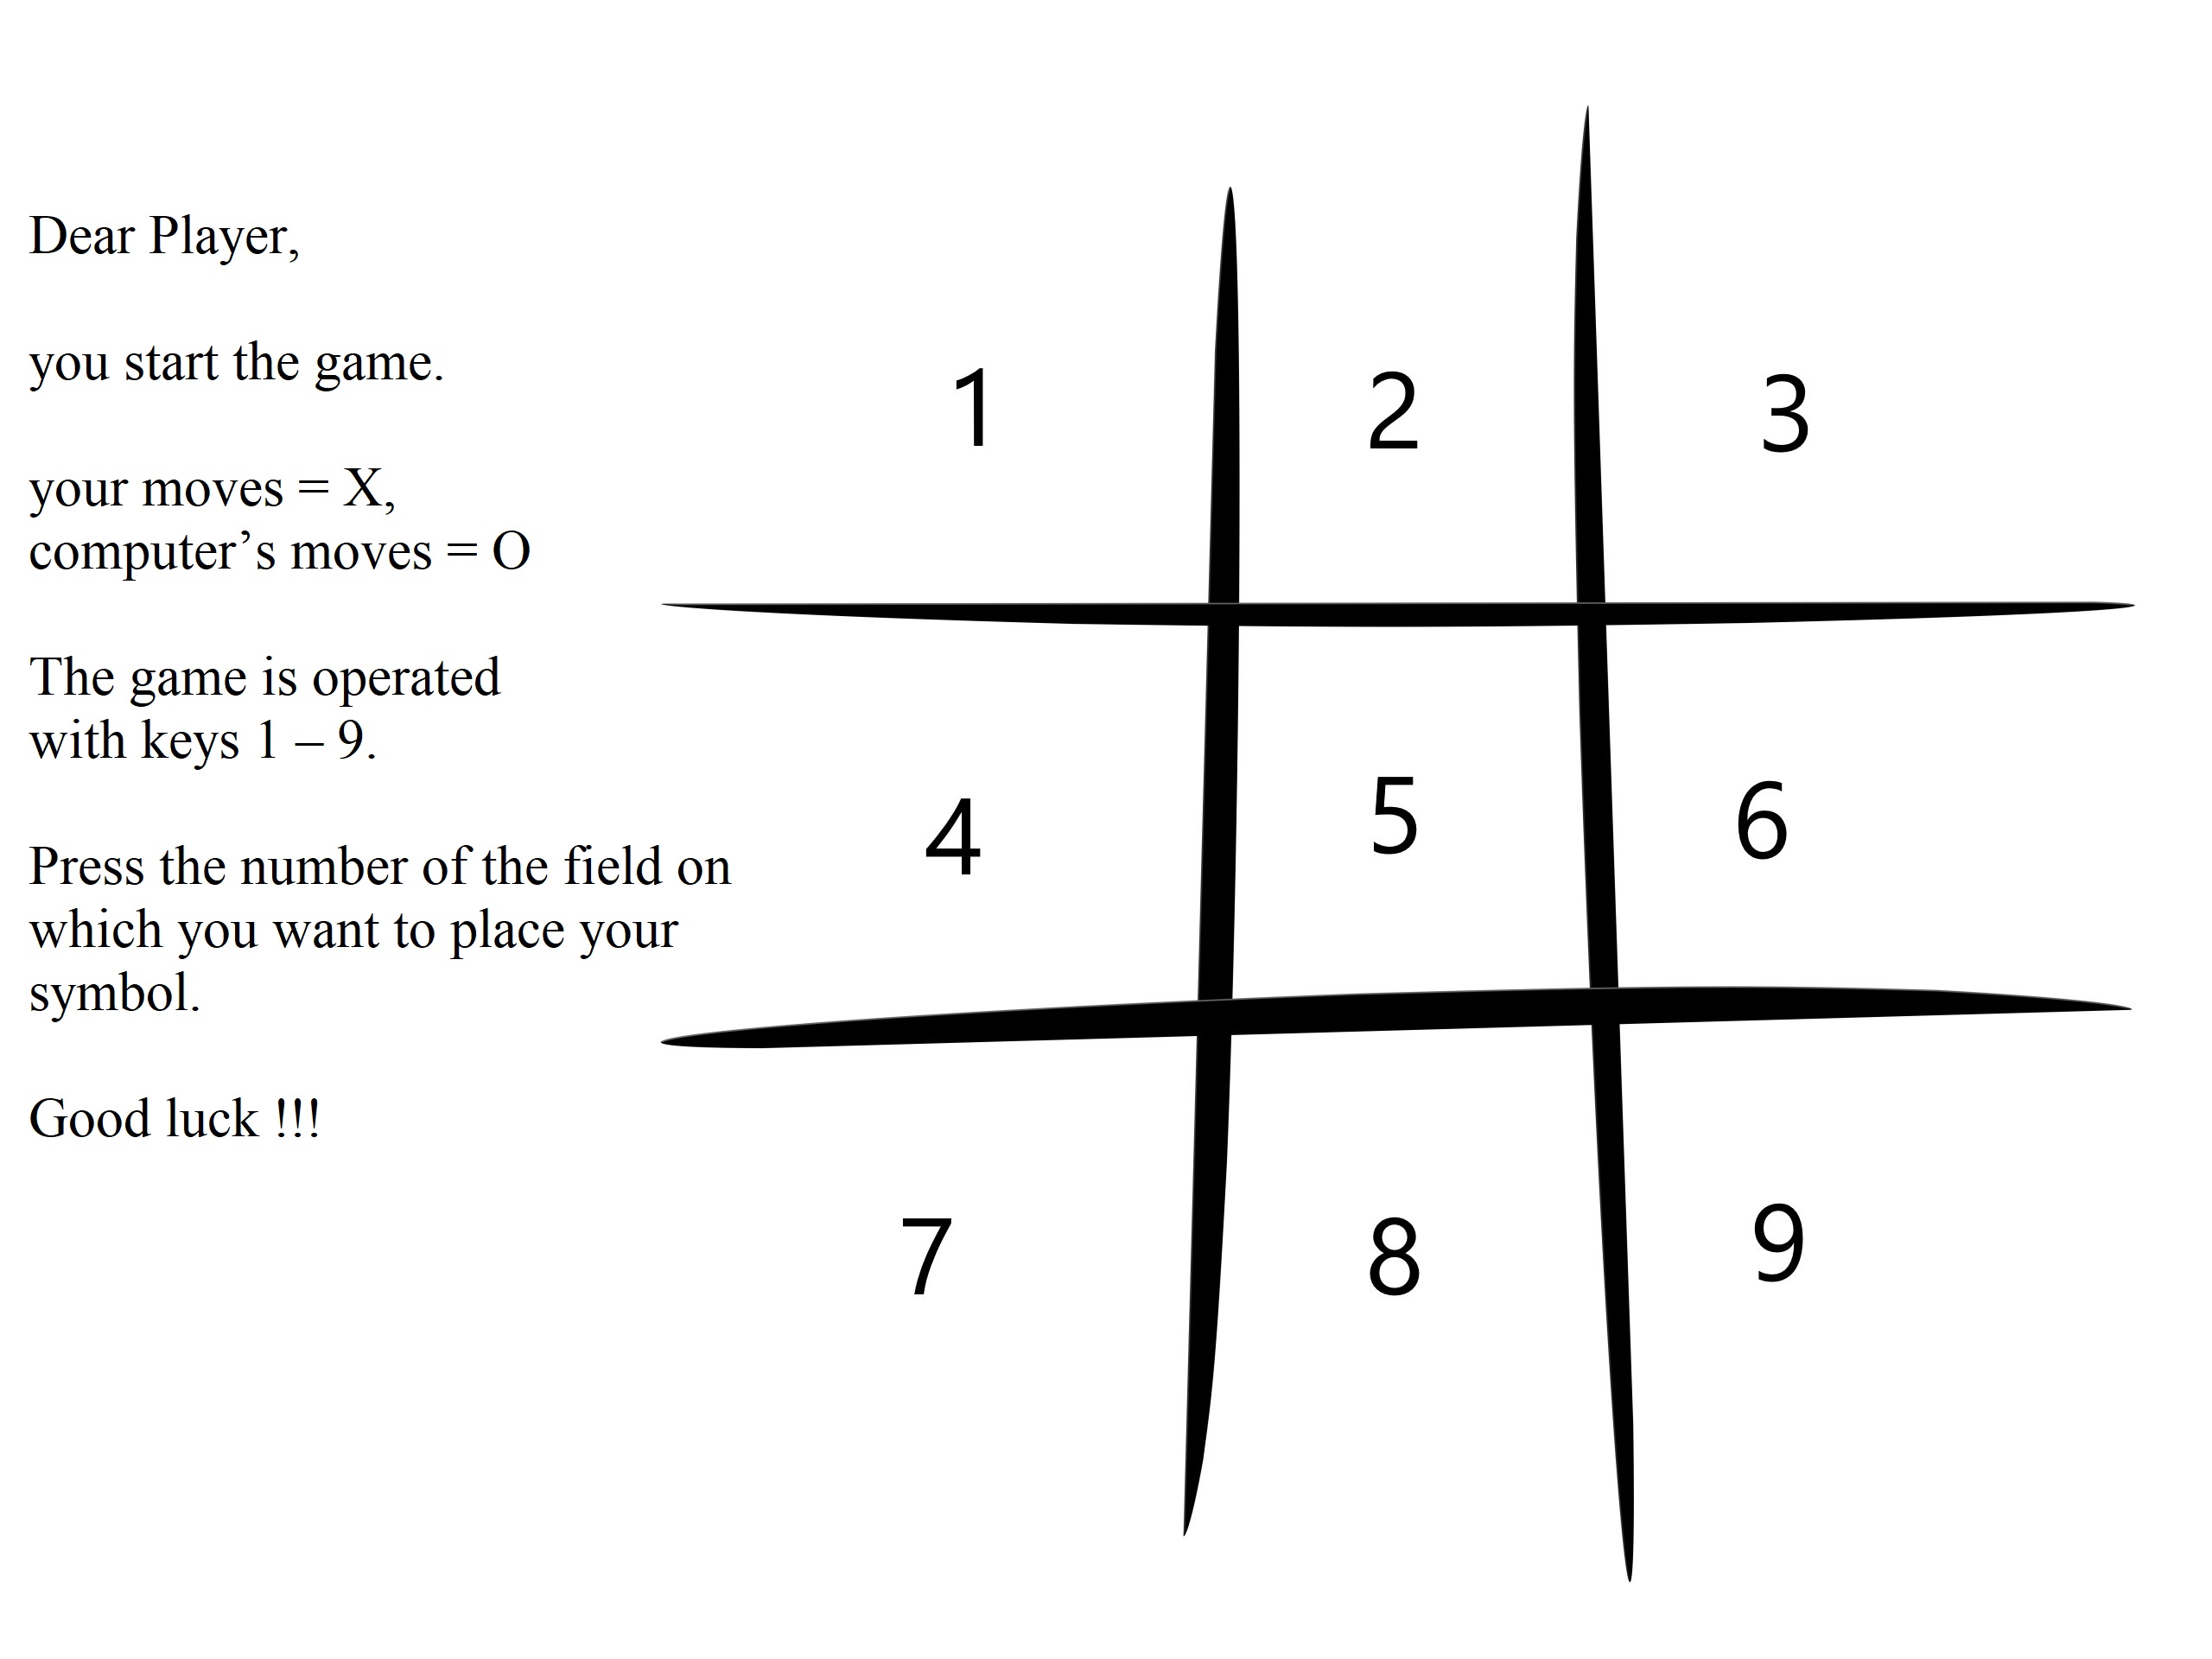 Dear Player,
you start the game.
your moves = X,
computer’s moves = O
The game is operated
with keys 1 – 9.
Press the number of the field on
which you want to place your
symbol.
Good luck !!!
1 2 3
4 5 6
7 8 9